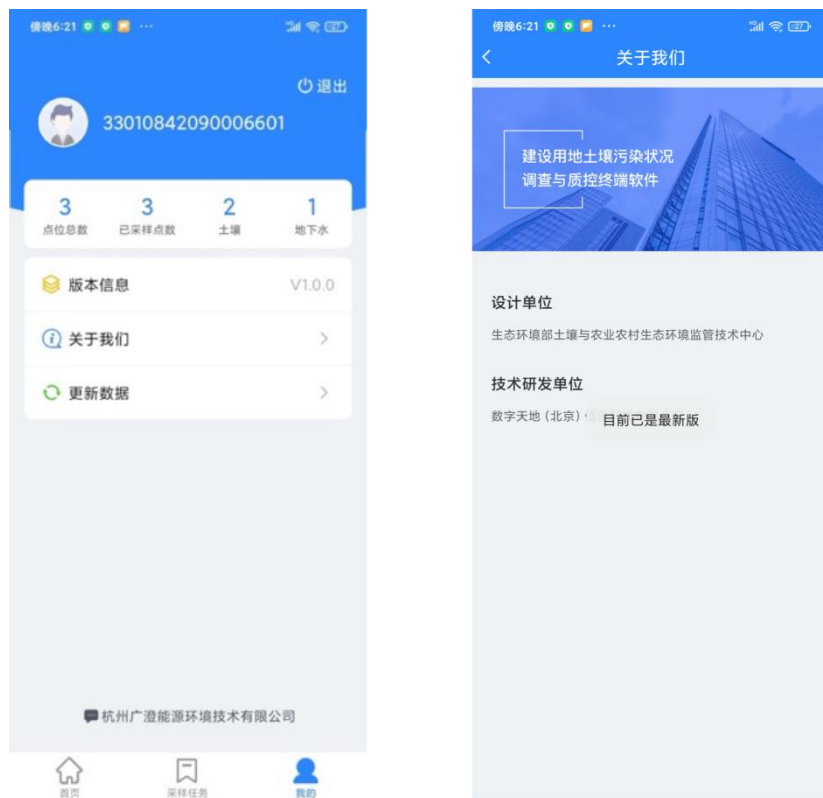 傍晚6:21
27
退出
33010842090006601
3
3
2
1
点位总数
已采样点数
土壤
地下水
版本信息
V1.0.0
关于我们
更新数据
杭州广澄能源环境技术有限公司
首页
采样任务
我的
傍晚6:21
27
关于我们
建设用地土壤污染状况
调查与质控终端软件
设计单位
生态环境部土壤与农业农村生态环境监管技术中心
技术研发单位
数字天地（北京）
目前已是最新版